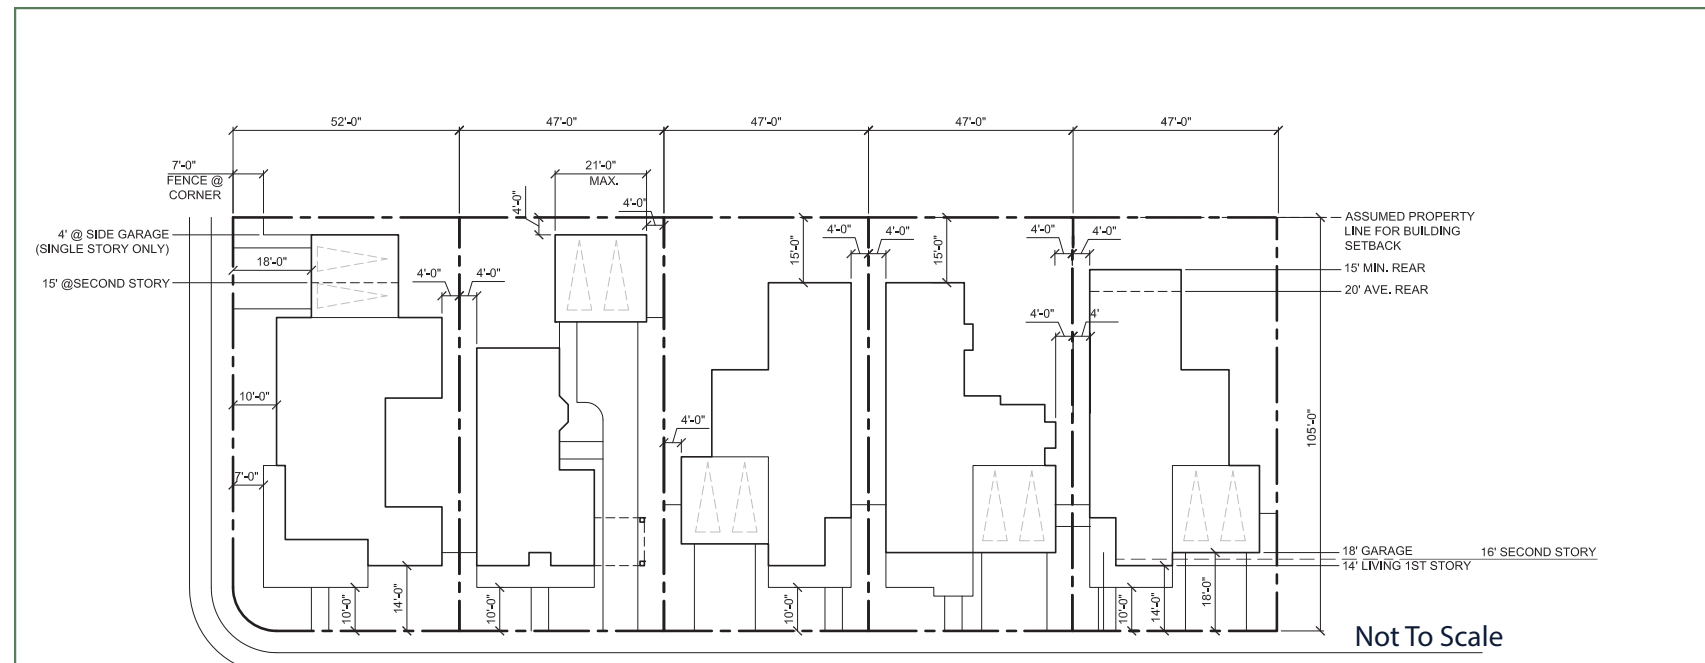 52'-0"
47'-0"
47'-0"
47'-0"
47'-0"
7'-0"
FENCE @
CORNER
21'-0"
MAX.
4'-0"
4'-0"
4' @ SIDE GARAGE
(SINGLE STORY ONLY)
18'-0"
15' @SECOND STORY
4'-0"
4'-0"
15'-0"
4'-0"
4'-0"
15'-0"
4'-0"
4'-0"
ASSUMED PROPERTY
LINE FOR BUILDING
SETBACK
15' MIN. REAR
20' AVE. REAR
4'-0"
4'
10'-0"
4'-0"
105'-0"
7'-0"
18' GARAGE
16' SECOND STORY
14' LIVING 1ST STORY
10'-0"
14'-0"
10'-0"
10'-0"
10'-0"
14'-0"
18'-0"
Not To Scale